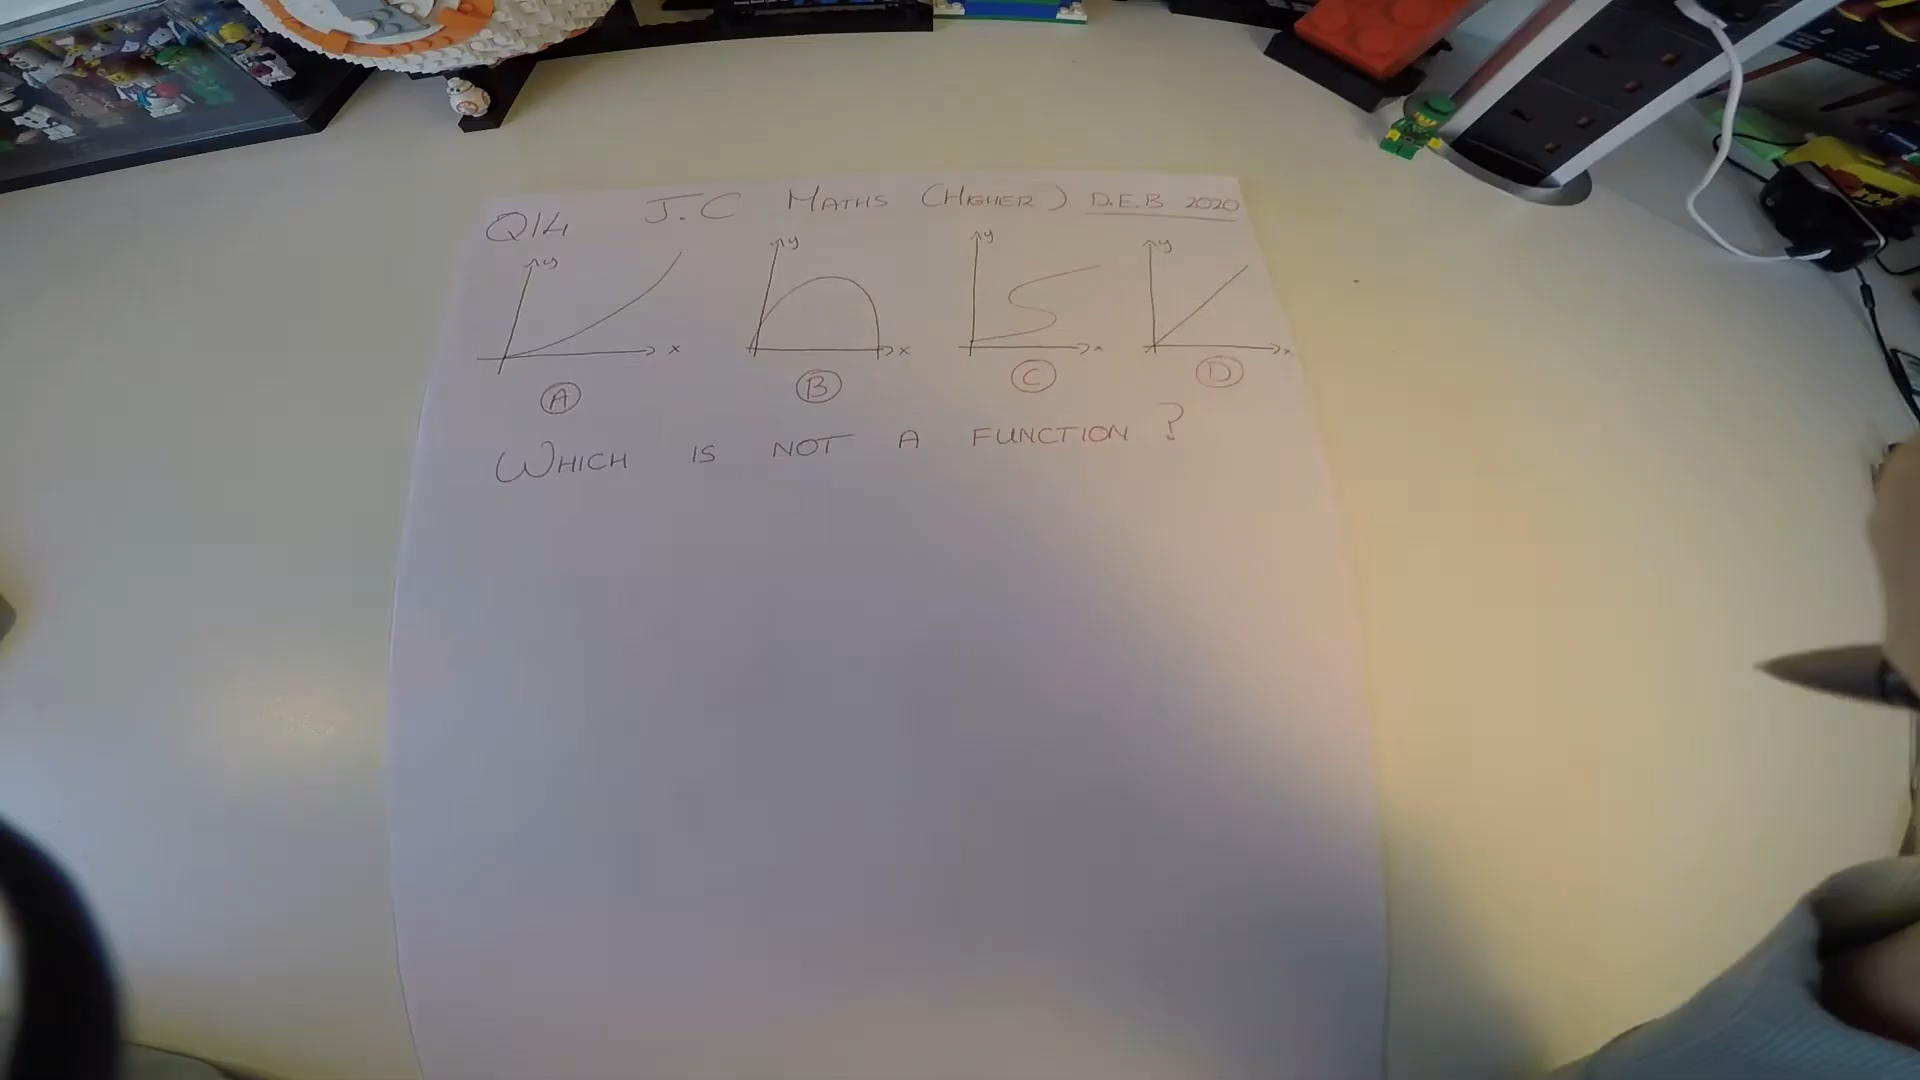 Q14 J.C MATHS (HIGHER) D.E.B 2020
y y y y
x x x x
A B C D
WHICH IS NOT A FUNCTION?